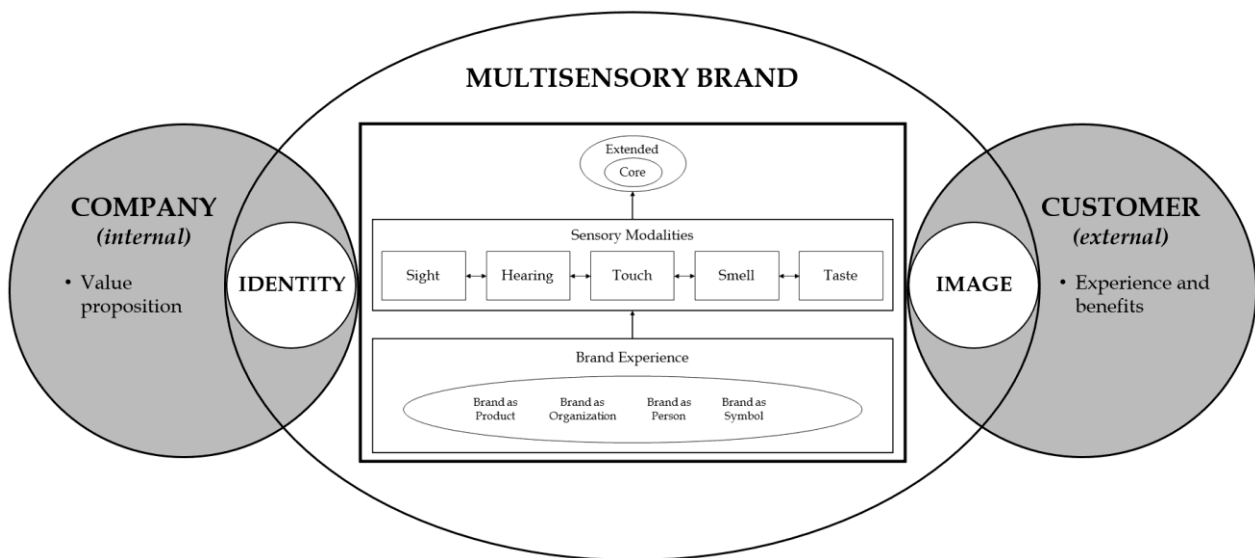 MULTISENSORY BRAND
COMPANY
(internal)
• Value
proposition
IDENTITY
Extended
Core
Sensory Modalities
Sight
Hearing
Touch
Smell
Taste
Brand Experience
Brand as
Product
Brand as
Organization
Brand as
Person
Brand as
Symbol
IMAGE
CUSTOMER
(external)
• Experience and
benefits